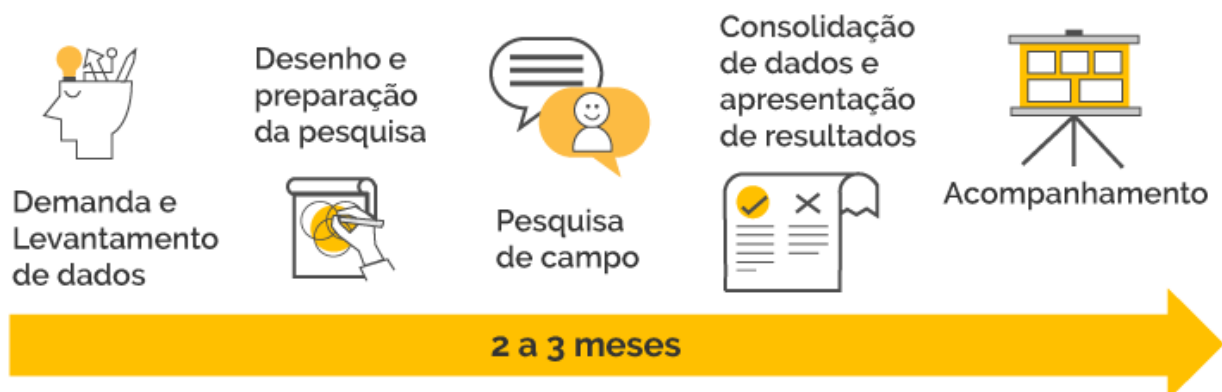 Demanda e
Levantamento
de dados
Desenho e
preparação
da pesquisa
Pesquisa
de campo
Consolidação
de dados e
apresentação
de resultados
Acompanhamento
2 a 3 meses